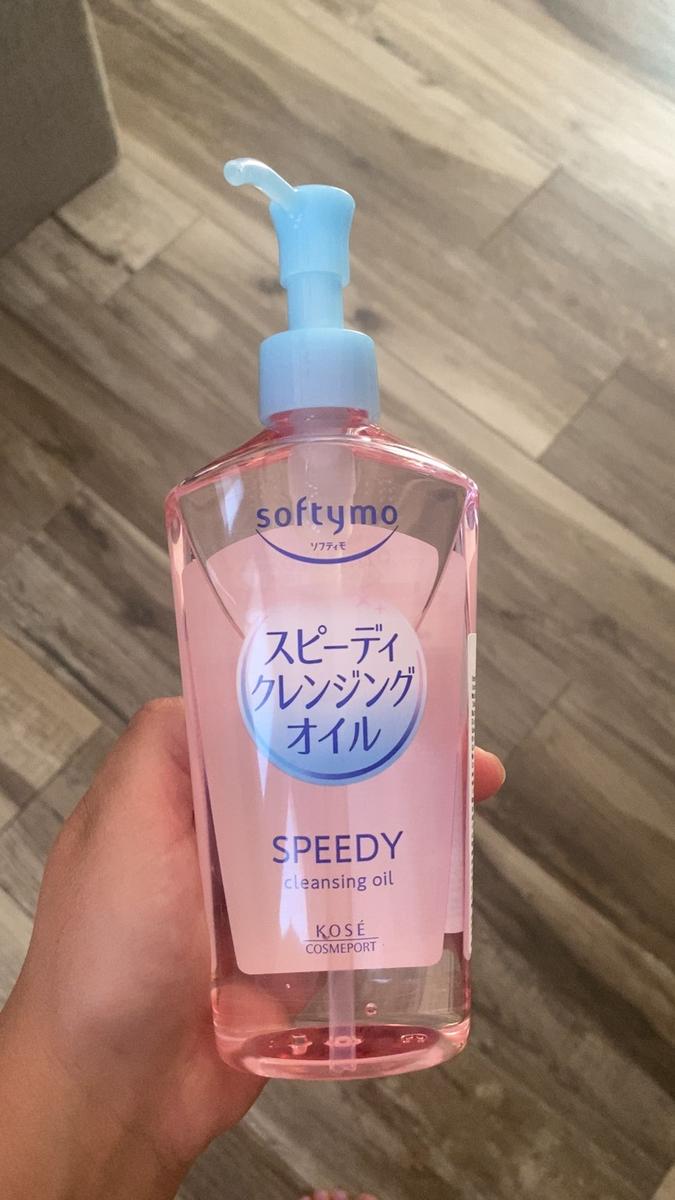 softymo
ソフティモ
スピーディ
クレンジング
オイル
SPEEDY
cleansing oil
KOSÉ
COSMEPORT